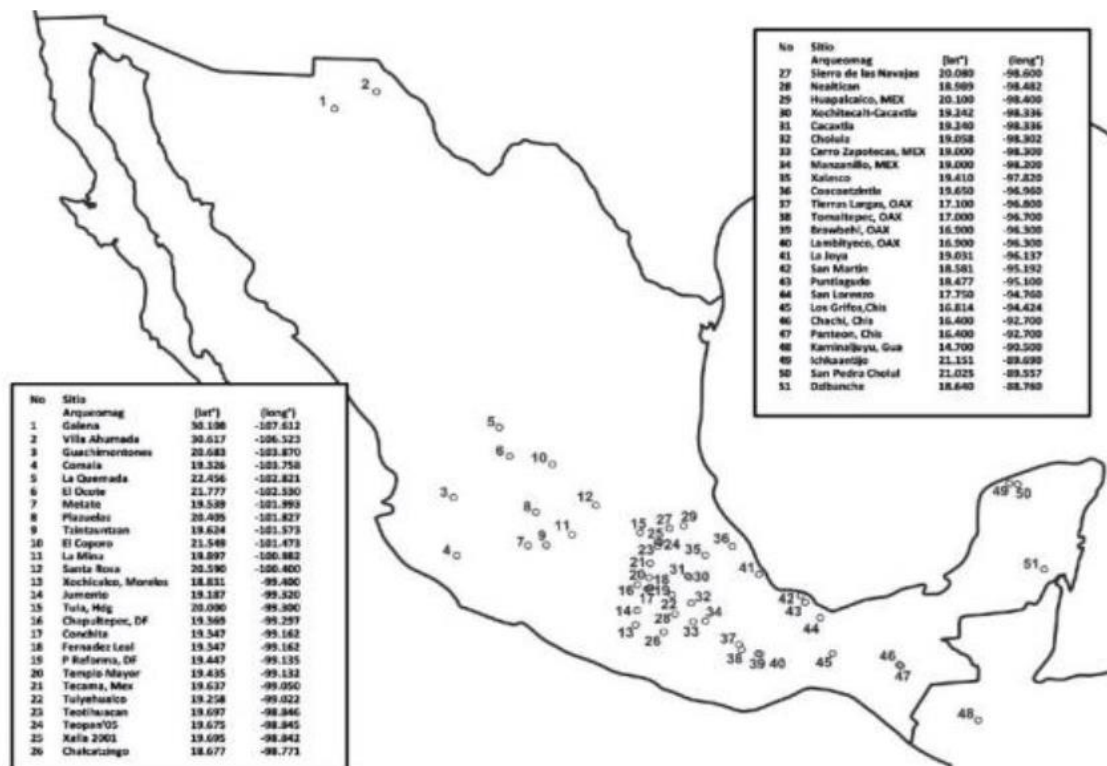 No Sitio
Arqueomag (lat°) (long°)
27 Sierro de las Navajas 20.080 -98.600
28 Nealtican 18.989 -98.482
29 Huapalcalco, MEX 20.100 -98.400
30 Xochitecalt-Cacaxtla 19.242 -98.336
31 Cacaxtla 19.240 -98.336
32 Cholula 19.058 -98.302
33 Cerro Zapotecas, MEX 19.000 -98.300
34 Manzanillo, MEX 19.000 -98.200
35 Xalasco 19.410 -97.820
36 Coacoatzintla 19.650 -96.960
37 Tierras Largas, OAX 17.100 -96.800
38 Tomaltepec, OAX 17.000 -96.700
39 OAX 16.900 -96.300
40 Lambityeco, OAX 16.900 -96.300
41 La Joya 19.031 -96.137
42 San Martin 18.581 -95.192
43 Puntiagudo 18.477 -95.100
44 San Lorenzo 17.750 -94.760
45 Los Grifos,Chis 16.814 -94.424
46 Chachi, Chis 16.400 -92.700
47 Panteon, Chis 16.400 -92.700
48 Kaminaljuyu, Gua 14.700 -90.500
49 21.151 -89.690
50 San Pedro Cholul 21.025 -89.557
51 18.640 -88.760
No Sitio
Arqueomag (lat°) (long°)
1 Galena 30.108 -107.612
2 Villa Ahumada 30.617 -106.523
3 Guachimontones 20.683 -103.870
4 Comala 19.326 -103.758
5 La Quemada 22.456 -102.821
6 El Ocote 21.777 -102.530
7 Metate 19.539 -101.993
8 Plazuelas 20.405 -101.827
9 Tzintzuntzan 19.624 -101.573
10 El Coporo 21.549 -101.473
11 La Mina 19.897 -100.982
12 Santa Rosa 20.590 -100.400
13 Xochicalco, Morelos 18.831 -99.400
14 Jumento 19.187 -99.320
15 Tula, Hdg 20.000 -99.300
16 Chapultepec, DF 19.369 -99.297
17 Conchita 19.347 -99.162
18 Fernadez Leal 19.347 -99.162
19 P Reforma, DF 19.447 -99.135
20 Templo Mayor 19.435 -99.132
21 Tecama, Mex 19.637 -99.050
22 Tulyehualco 19.258 -99.022
23 Teotihuacan 19.697 -98.846
24 Teopan'05 19.675 -98.845
25 Xalla 2001 19.695 -98.842
26 Chalcatzingo 18.677 -98.771
2
1
5
6 10
3
8 12
11
7 9
4
15 27 29
25
23 24
35 36
21
20 18 31 30
41
16 17 19
14 22 32
34
13 26 33
37
38 39 40
42
43
44
45
46
47
48
49 50
51